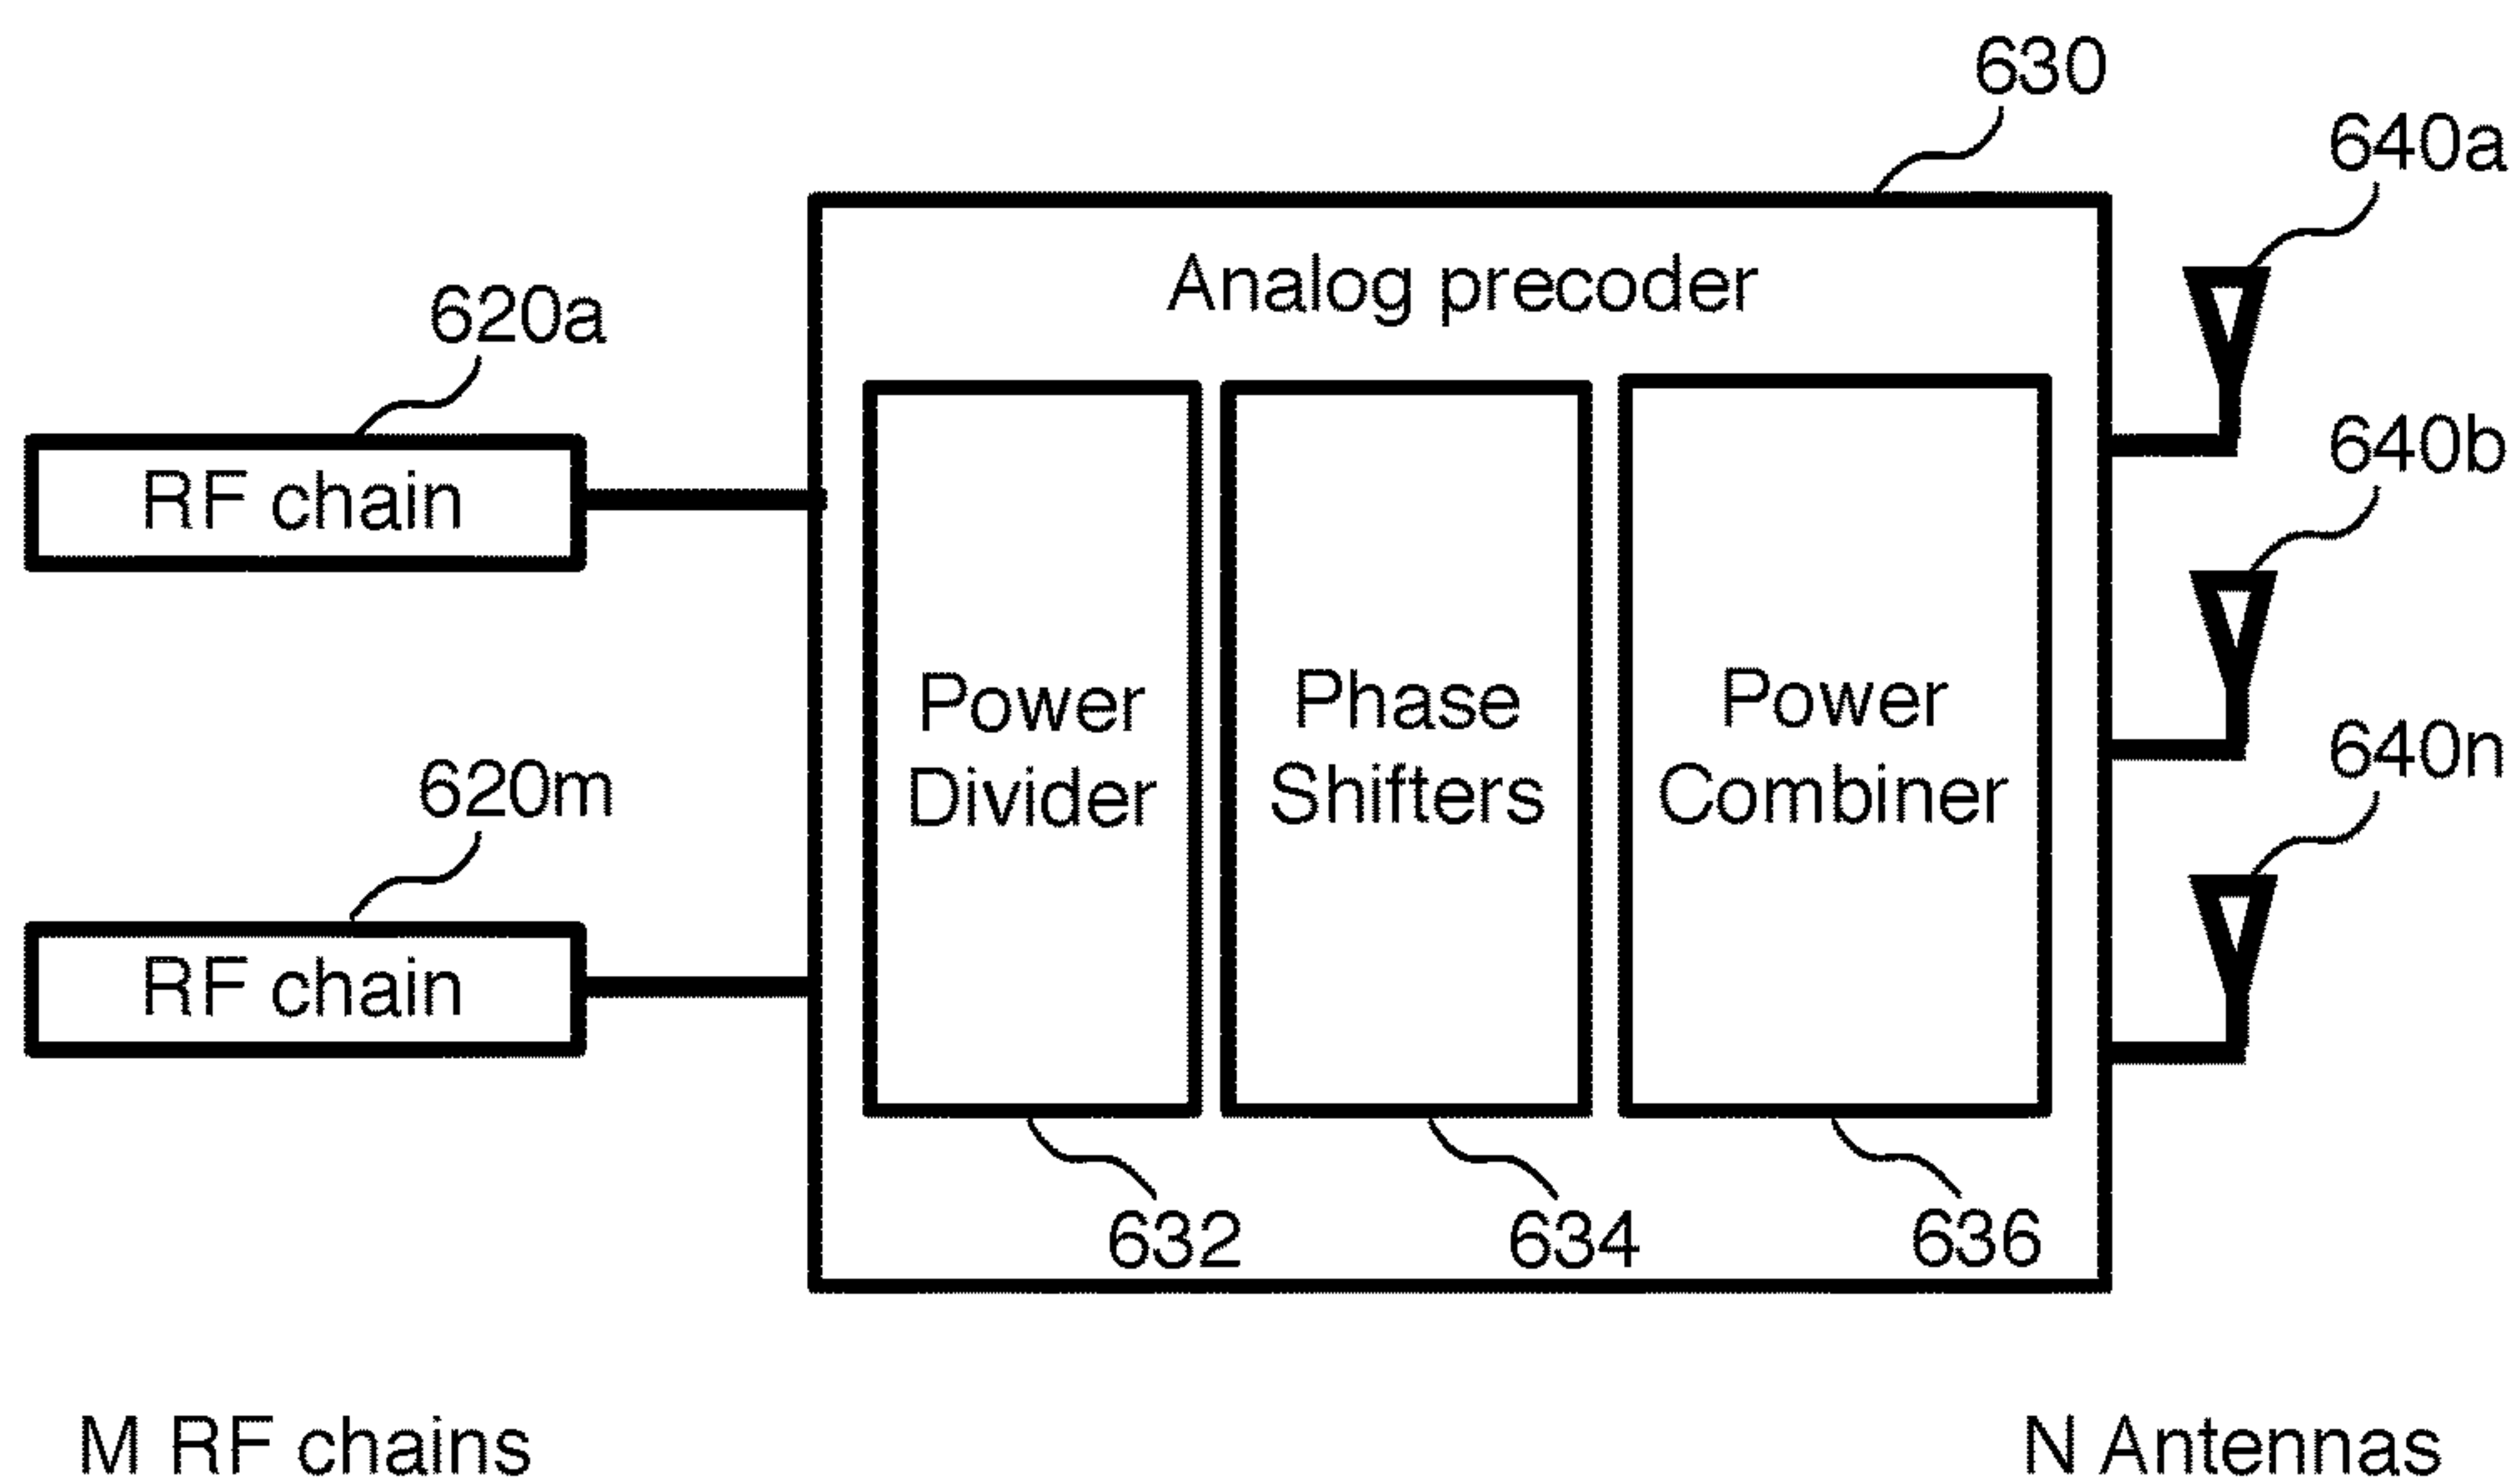 630
640a
Analog precoder
620a
RF chain
640b
Power
Divider
Phase
Shifters
Power
Combiner
620m
640n
RF chain
632
634
636
M RF chains
N Antennas